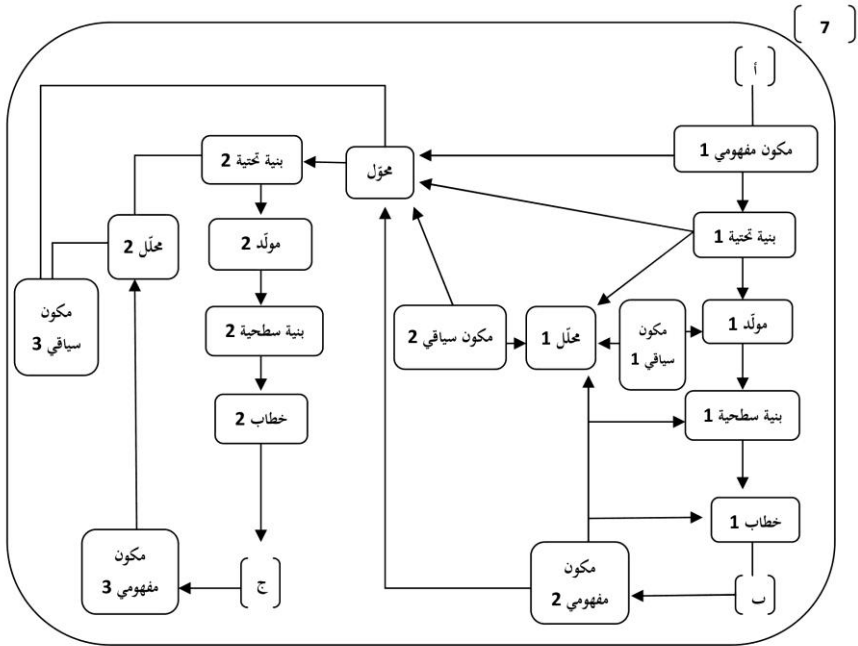 [ 7 ]
[ أ ]
مكون مفهومي 1
بنية تحتية 1
مولّد 1
بنية سطحية 1
خطاب 1
[ ب ]
مكون
سياقي 1
محلّل 1
مكون سياقي 2
مكون
مفهومي 2
محوّل
بنية تحتية 2
مولّد 2
بنية سطحية 2
خطاب 2
[ ج ]
محلّل 2
مكون
سياقي 3
مكون
مفهومي 3